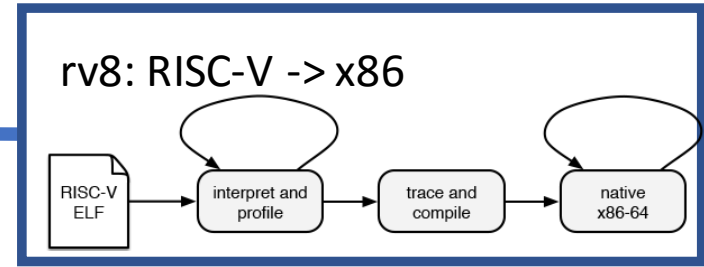 rv8: RISC-V -> x86
RISC-V
ELF
interpret and
profile
trace and
compile
native
x86-64